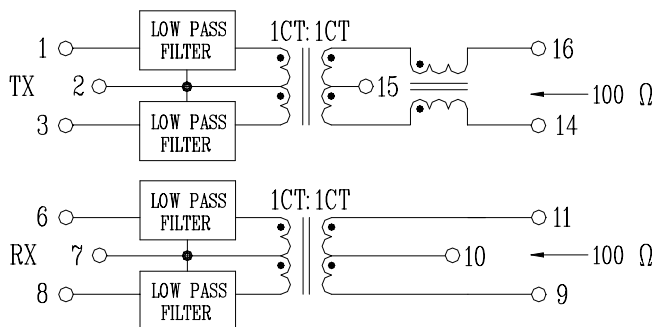 LOW PASS
FILTER
1CT:1CT
1
16
TX
2
15
100 Ω
LOW PASS
FILTER
3
14
LOW PASS
FILTER
1CT:1CT
6
11
RX
7
10
100 Ω
LOW PASS
FILTER
8
9